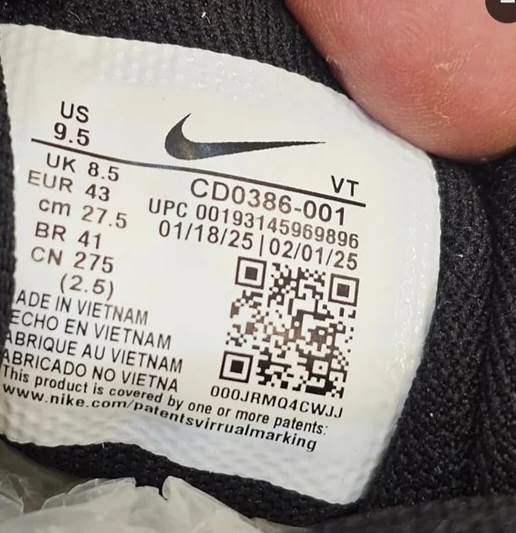 US
9.5
UK 8.5
EUR 43
cm 27.5
BR 41
CN 275
(2.5)
VT
CD0386-001
UPC 00193145969896
01/18/25|02/01/25
000JRMQ4CWJJ
ADE IN VIETNAM
ECHO EN VIETNAM
ABRIQUE AU VIETNAM
ABRICADO NO VIETNA
This product is covered by one or more patents:
www.nike.com/patentsvirrualmarking